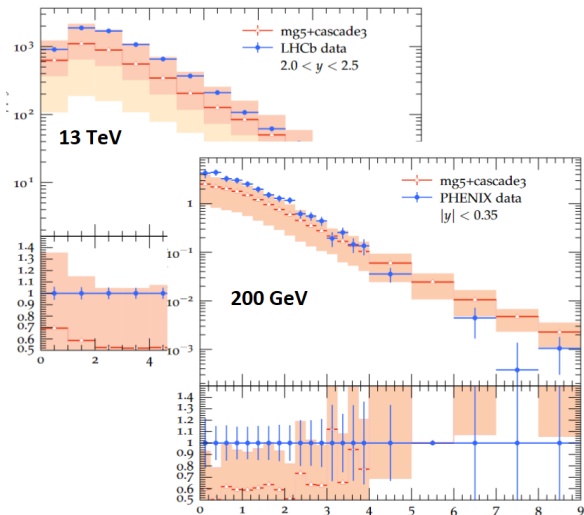 10³
mg5+cascade3
LHCb data
2.0 < y < 2.5
10²
13 TeV
10¹
mg5+cascade3
PHENIX data
|y| < 0.35
1
1.4
1.3
1.2
1.1
1
0.9
0.8
0.7
0.6
0.5
0 1 2 3 4
10⁻¹
10⁻²
10⁻³
200 GeV
1.4
1.3
1.2
1.1
1
0.9
0.8
0.7
0.6
0.5
0 1 2 3 4 5 6 7 8 9